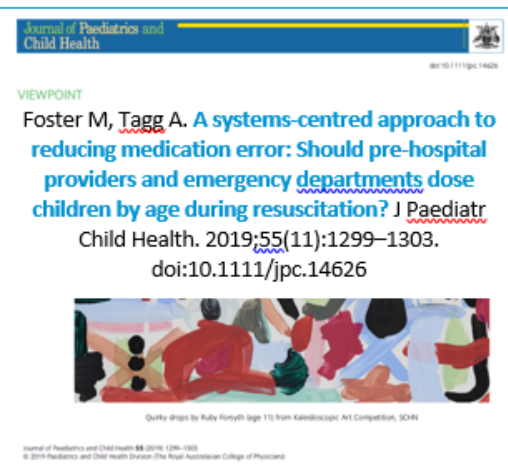 Journal of Paediatrics and
Child Health
doi:10.1111/jpc.14626
VIEWPOINT
Foster M, Tagg A. A systems-centred approach to
reducing medication error: Should pre-hospital
providers and emergency departments dose
children by age during resuscitation? J Paediatr
Child Health. 2019;55(11):1299–1303.
doi:10.1111/jpc.14626
Quirky drops by Ruby Forsyth (age 11) from Kaleidoscopic Art Competition, SCHN
Journal of Paediatrics and Child Health 55 (2019) 1299–1303
© 2019 Paediatrics and Child Health Division (The Royal Australasian College of Physicians)